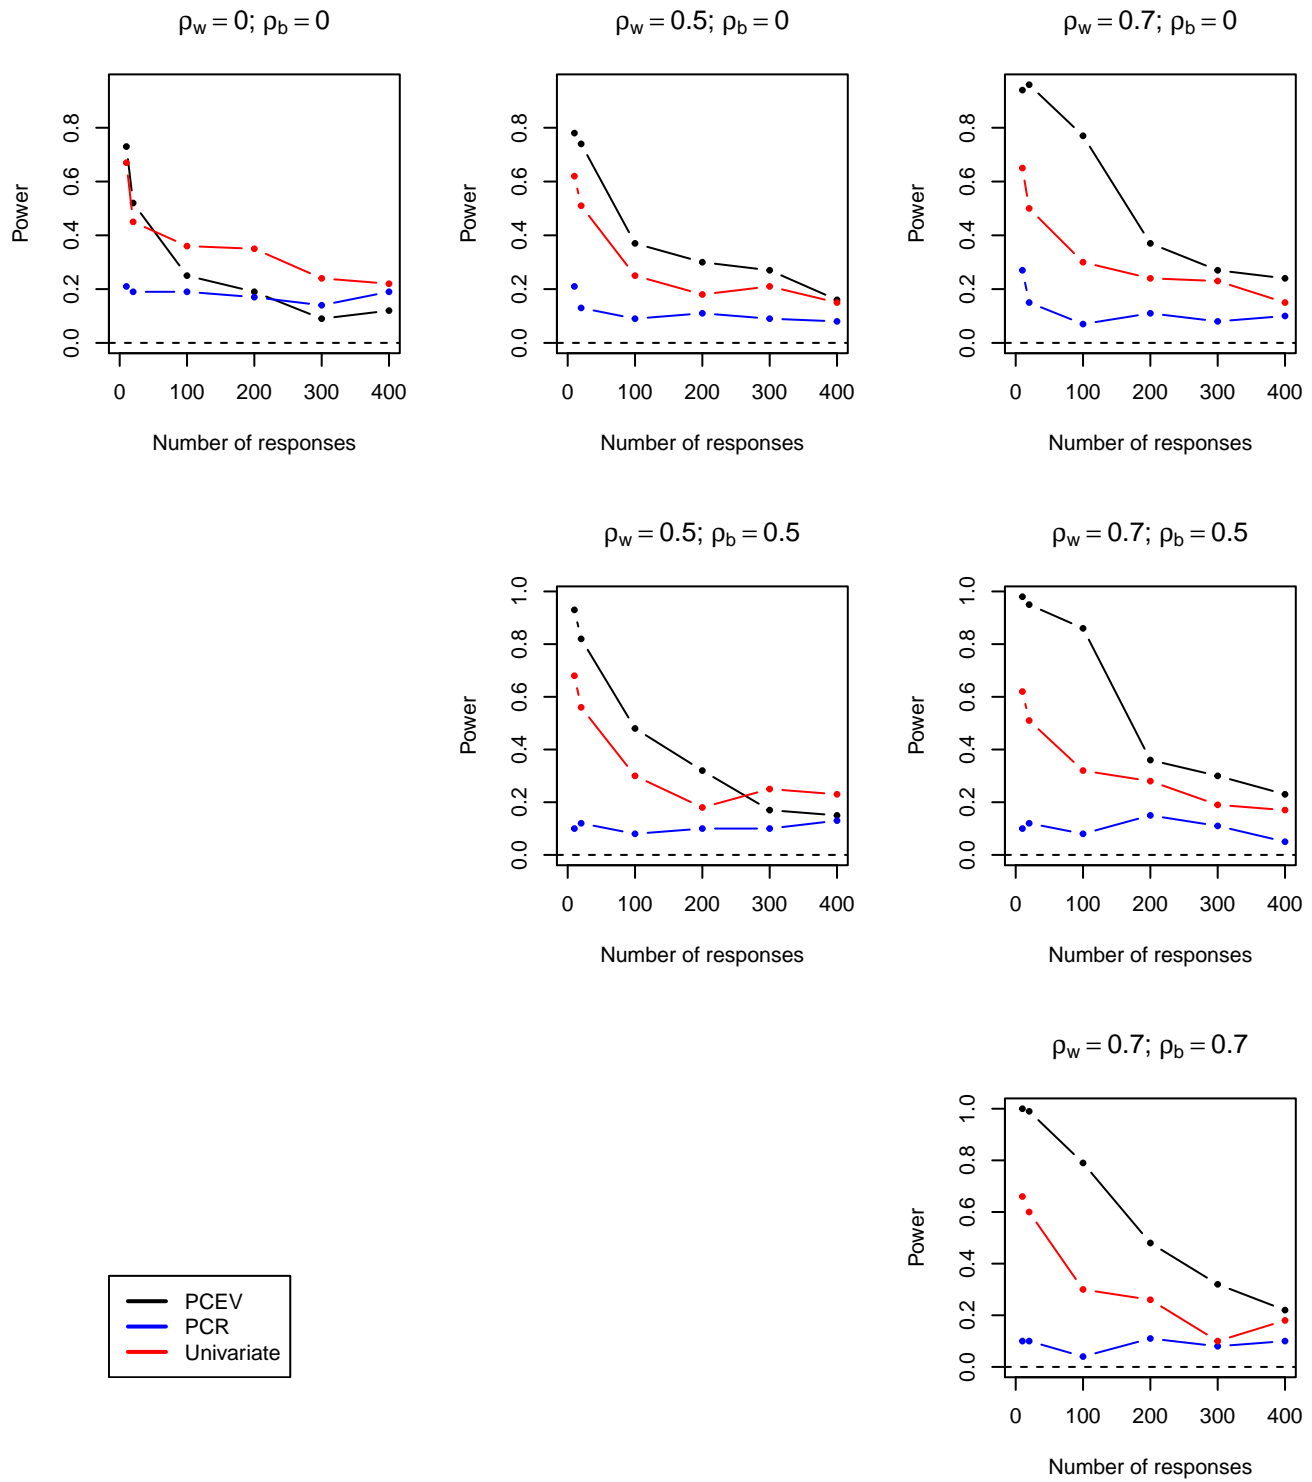 ρw = 0; ρb = 0
ρw = 0.5; ρb = 0
ρw = 0.7; ρb = 0
Power
0.0 0.2 0.4 0.6 0.8
0 100 200 300 400
Number of responses
Power
0.0 0.2 0.4 0.6 0.8
0 100 200 300 400
Number of responses
Power
0.0 0.2 0.4 0.6 0.8
0 100 200 300 400
Number of responses
ρw = 0.5; ρb = 0.5
ρw = 0.7; ρb = 0.5
Power
0.0 0.2 0.4 0.6 0.8 1.0
0 100 200 300 400
Number of responses
Power
0.0 0.2 0.4 0.6 0.8 1.0
0 100 200 300 400
Number of responses
ρw = 0.7; ρb = 0.7
Power
0.0 0.2 0.4 0.6 0.8 1.0
0 100 200 300 400
Number of responses
PCEV
PCR
Univariate